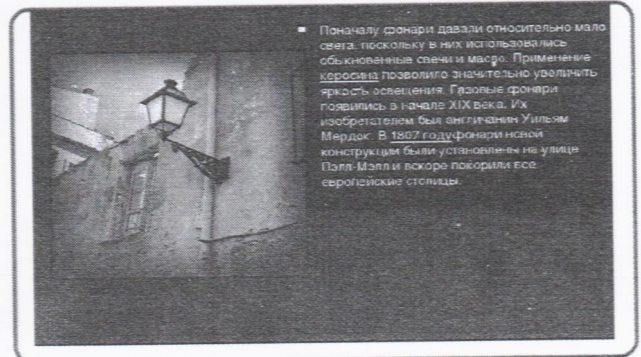 Поначалу фонари давали относительно мало
света, поскольку в них использовались
обыкновенные свечи и масло. Применение
керосина позволило значительно увеличить
яркость освещения. Газовые фонари
появились в начале XIX века. Их
изобретателем был англичанин Уильям
Мердок. В 1807 году фонари новой
конструкции были установлены на улице
Пэлл-Мэлл и вскоре покорили все
европейские столицы.